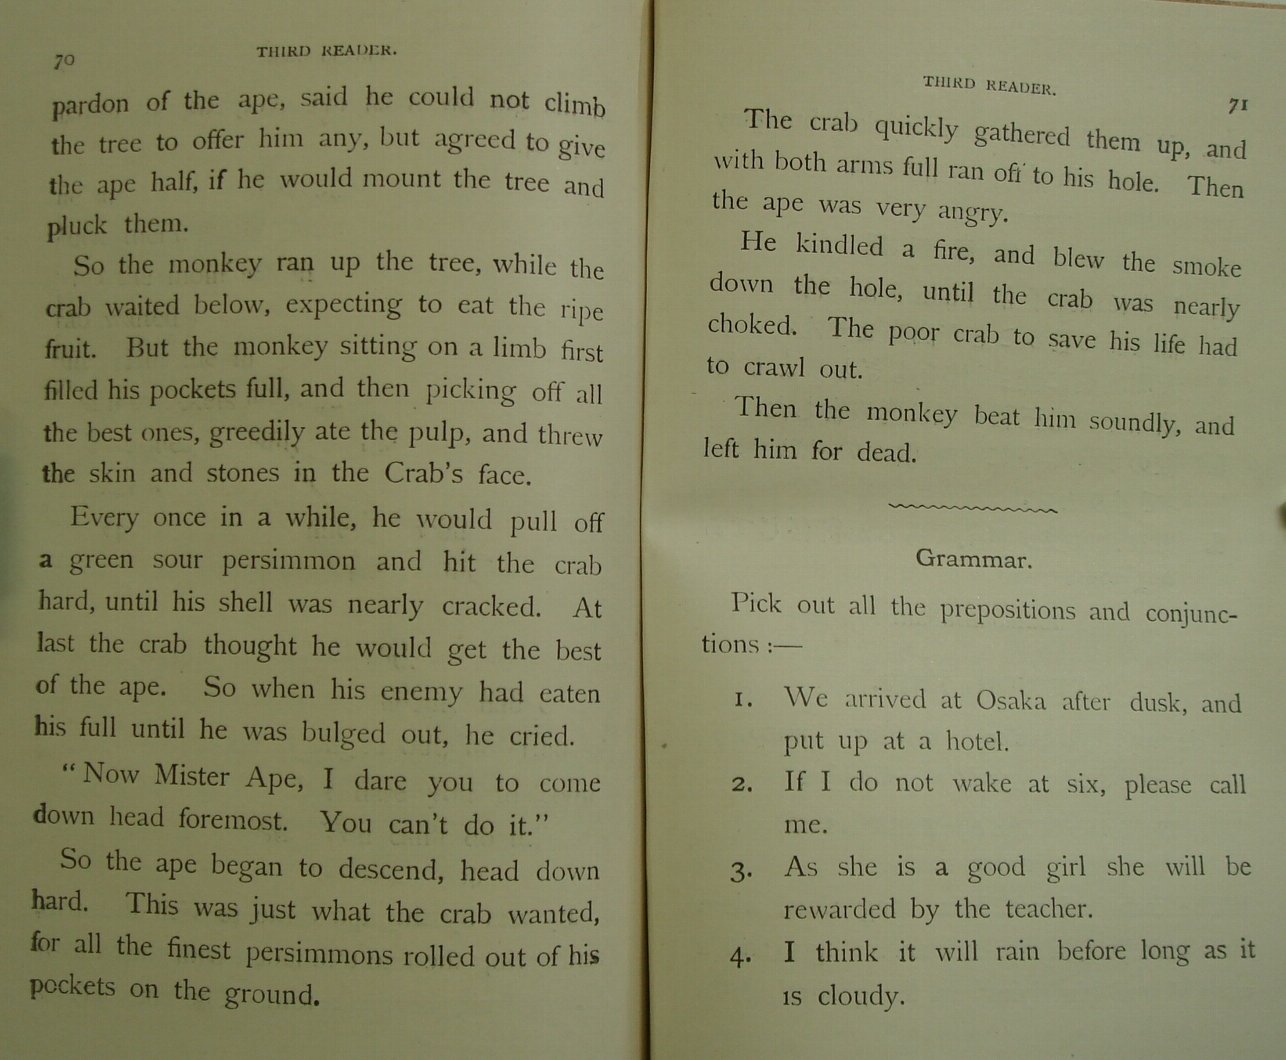 70
THIRD READER.
pardon of the ape, said he could not climb
the tree to offer him any, but agreed to give
the ape half, if he would mount the tree and
pluck them.
So the monkey ran up the tree, while the
crab waited below, expecting to eat the ripe
fruit. But the monkey sitting on a limb first
filled his pockets full, and then picking off all
the best ones, greedily ate the pulp, and threw
the skin and stones in the Crab's face.
Every once in a while, he would pull off
a green sour persimmon and hit the crab
hard, until his shell was nearly cracked. At
last the crab thought he would get the best
of the ape. So when his enemy had eaten
his full until he was bulged out, he cried.
"Now Mister Ape, I dare you to come
down head foremost. You can't do it."
So the ape began to descend, head down
hard. This was just what the crab wanted,
for all the finest persimmons rolled out of his
pockets on the ground.
THIRD READER.
71
The crab quickly gathered them up, and
with both arms full ran off to his hole. Then
the ape was very angry.
He kindled a fire, and blew the smoke
down the hole, until the crab was nearly
choked. The poor crab to save his life had
to crawl out.
Then the monkey beat him soundly, and
left him for dead.
Grammar.
Pick out all the prepositions and conjunc-
tions :—
1. We arrived at Osaka after dusk, and
put up at a hotel.
2. If I do not wake at six, please call
me.
3. As she is a good girl she will be
rewarded by the teacher.
4. I think it will rain before long as it
is cloudy.